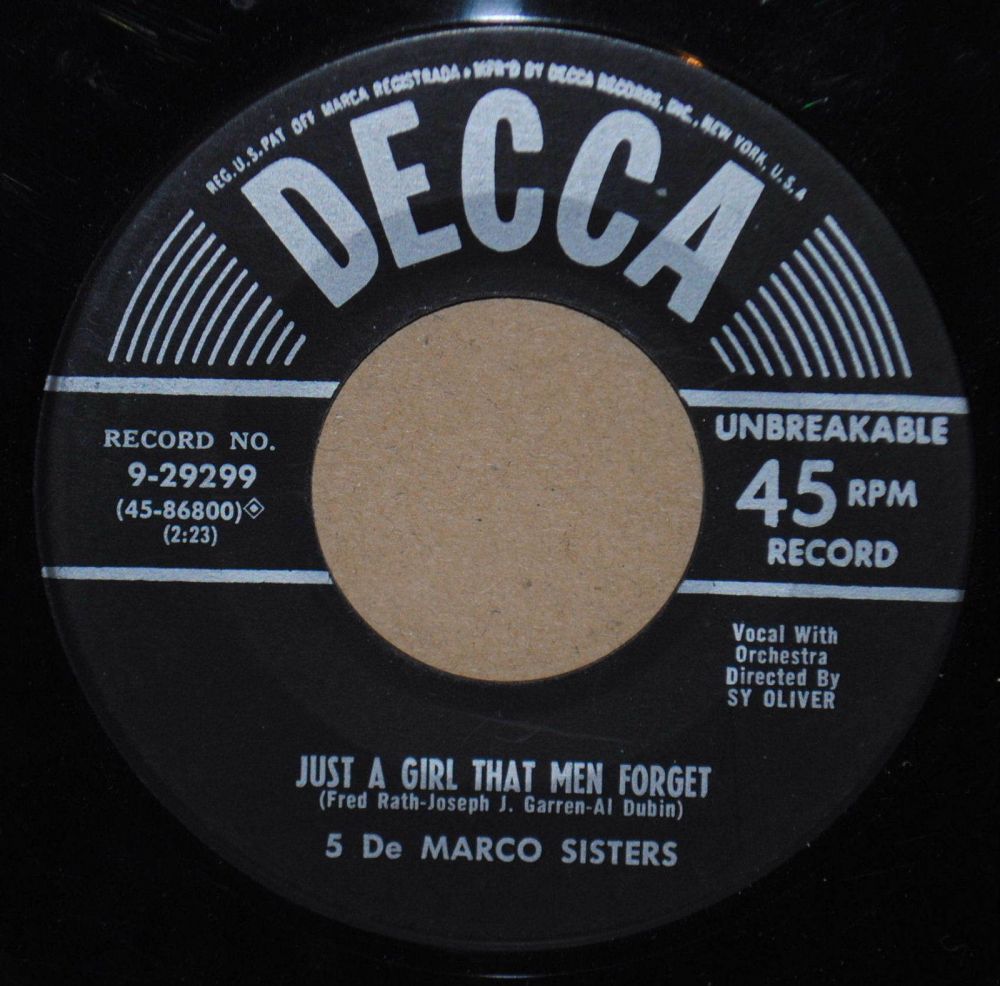 REG. U.S. PAT OFF MARCA REGISTRADA • MFR'D BY DECCA RECORDS, INC., NEW YORK, U.S.A
DECCA
RECORD NO.
9-29299
(45-86800)
(2:23)
UNBREAKABLE
45 RPM
RECORD
Vocal With
Orchestra
Directed By
SY OLIVER
JUST A GIRL THAT MEN FORGET
(Fred Rath-Joseph J. Garren-Al Dubin)
5 De MARCO SISTERS